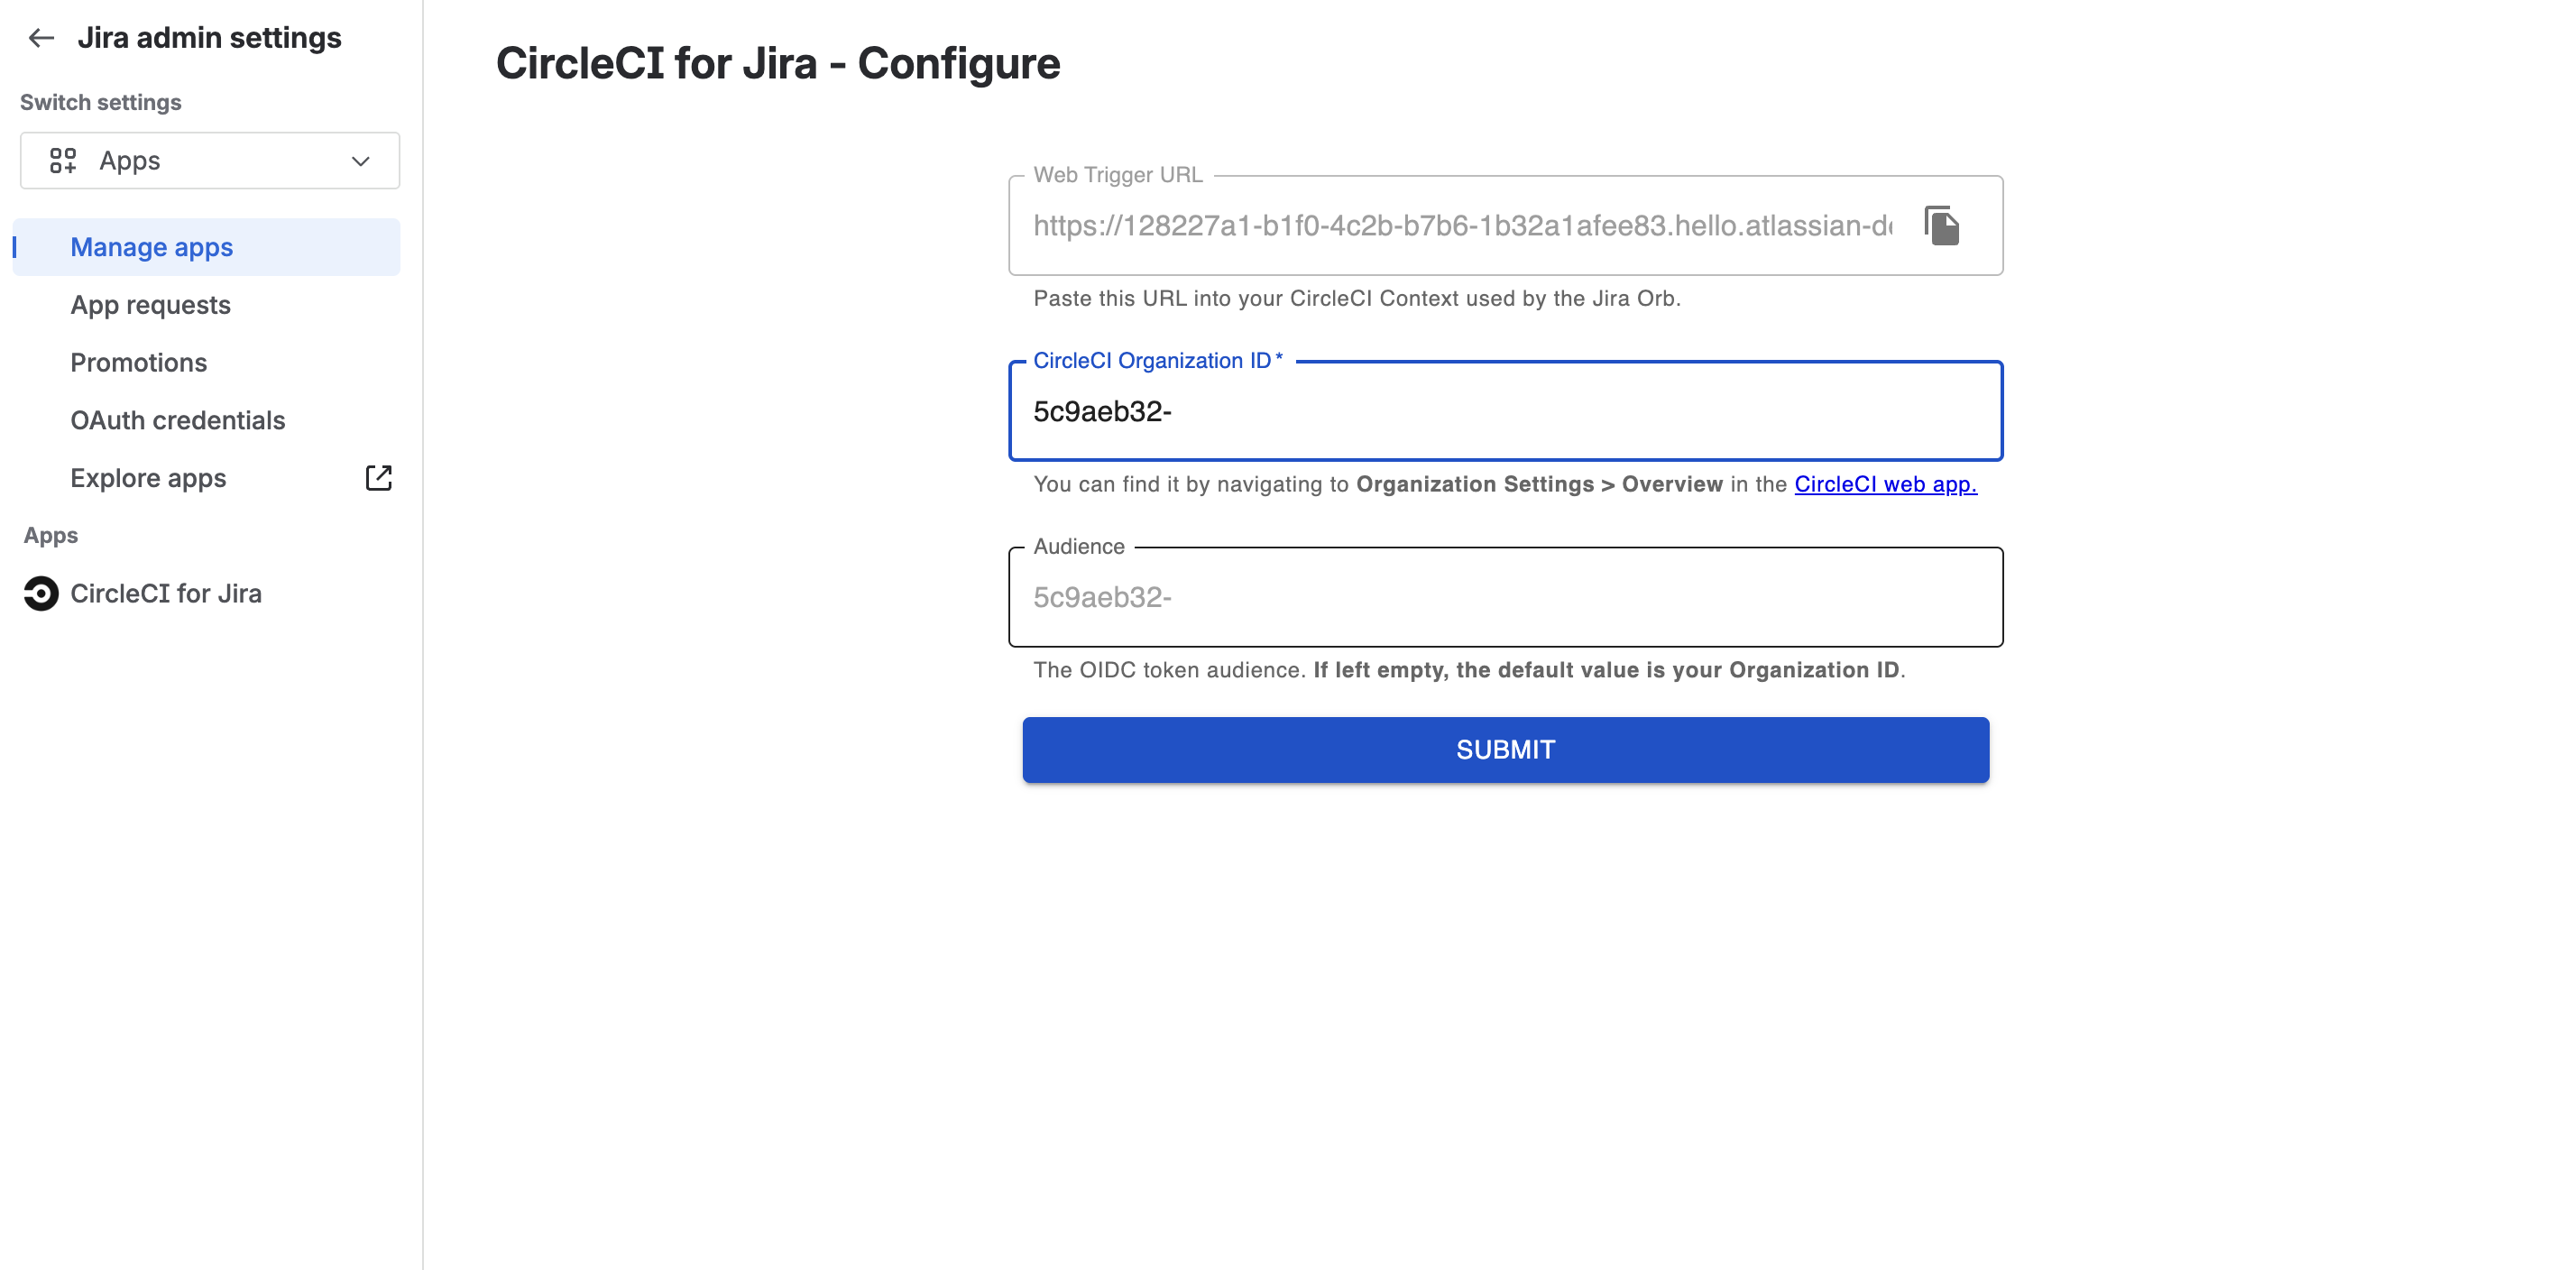 Jira admin settings
Switch settings
Apps
Manage apps
App requests
Promotions
OAuth credentials
Explore apps
Apps
CircleCI for Jira
CircleCI for Jira - Configure
Web Trigger URL
https://128227a1-b1f0-4c2b-b7b6-1b32a1afee83.hello.atlassian-d
Paste this URL into your CircleCI Context used by the Jira Orb.
CircleCI Organization ID *
5c9aeb32-
You can find it by navigating to Organization Settings > Overview in the CircleCI web app.
Audience
5c9aeb32-
The OIDC token audience. If left empty, the default value is your Organization ID.
SUBMIT